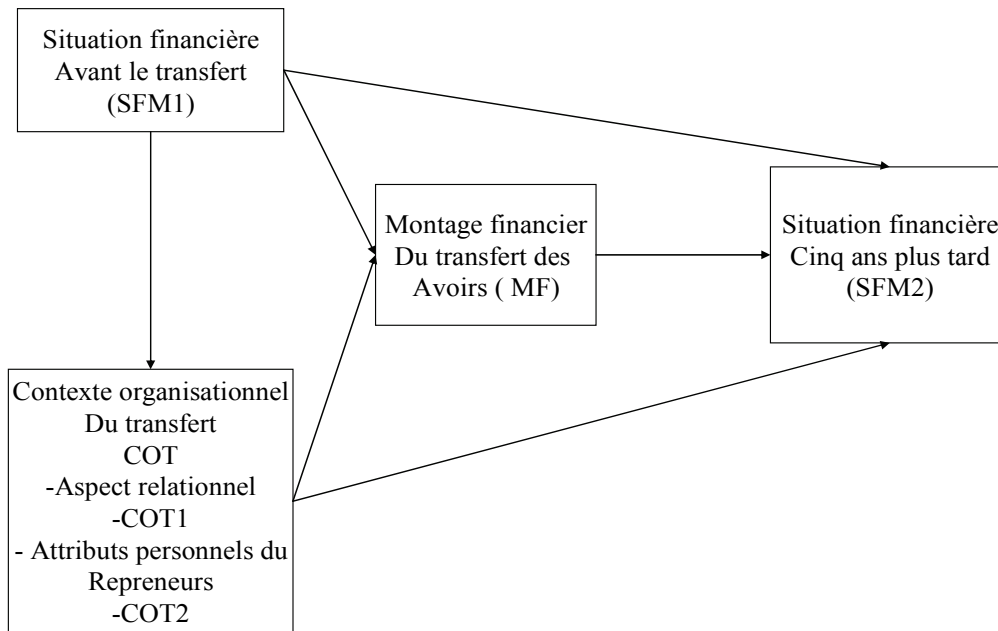 Situation financière
Avant le transfert
(SFM1)
Montage financier
Du transfert des
Avoirs ( MF)
Situation financière
Cinq ans plus tard
(SFM2)
Contexte organisationnel
Du transfert
COT
-Aspect relationnel
-COT1
- Attributs personnels du
Repreneurs
-COT2